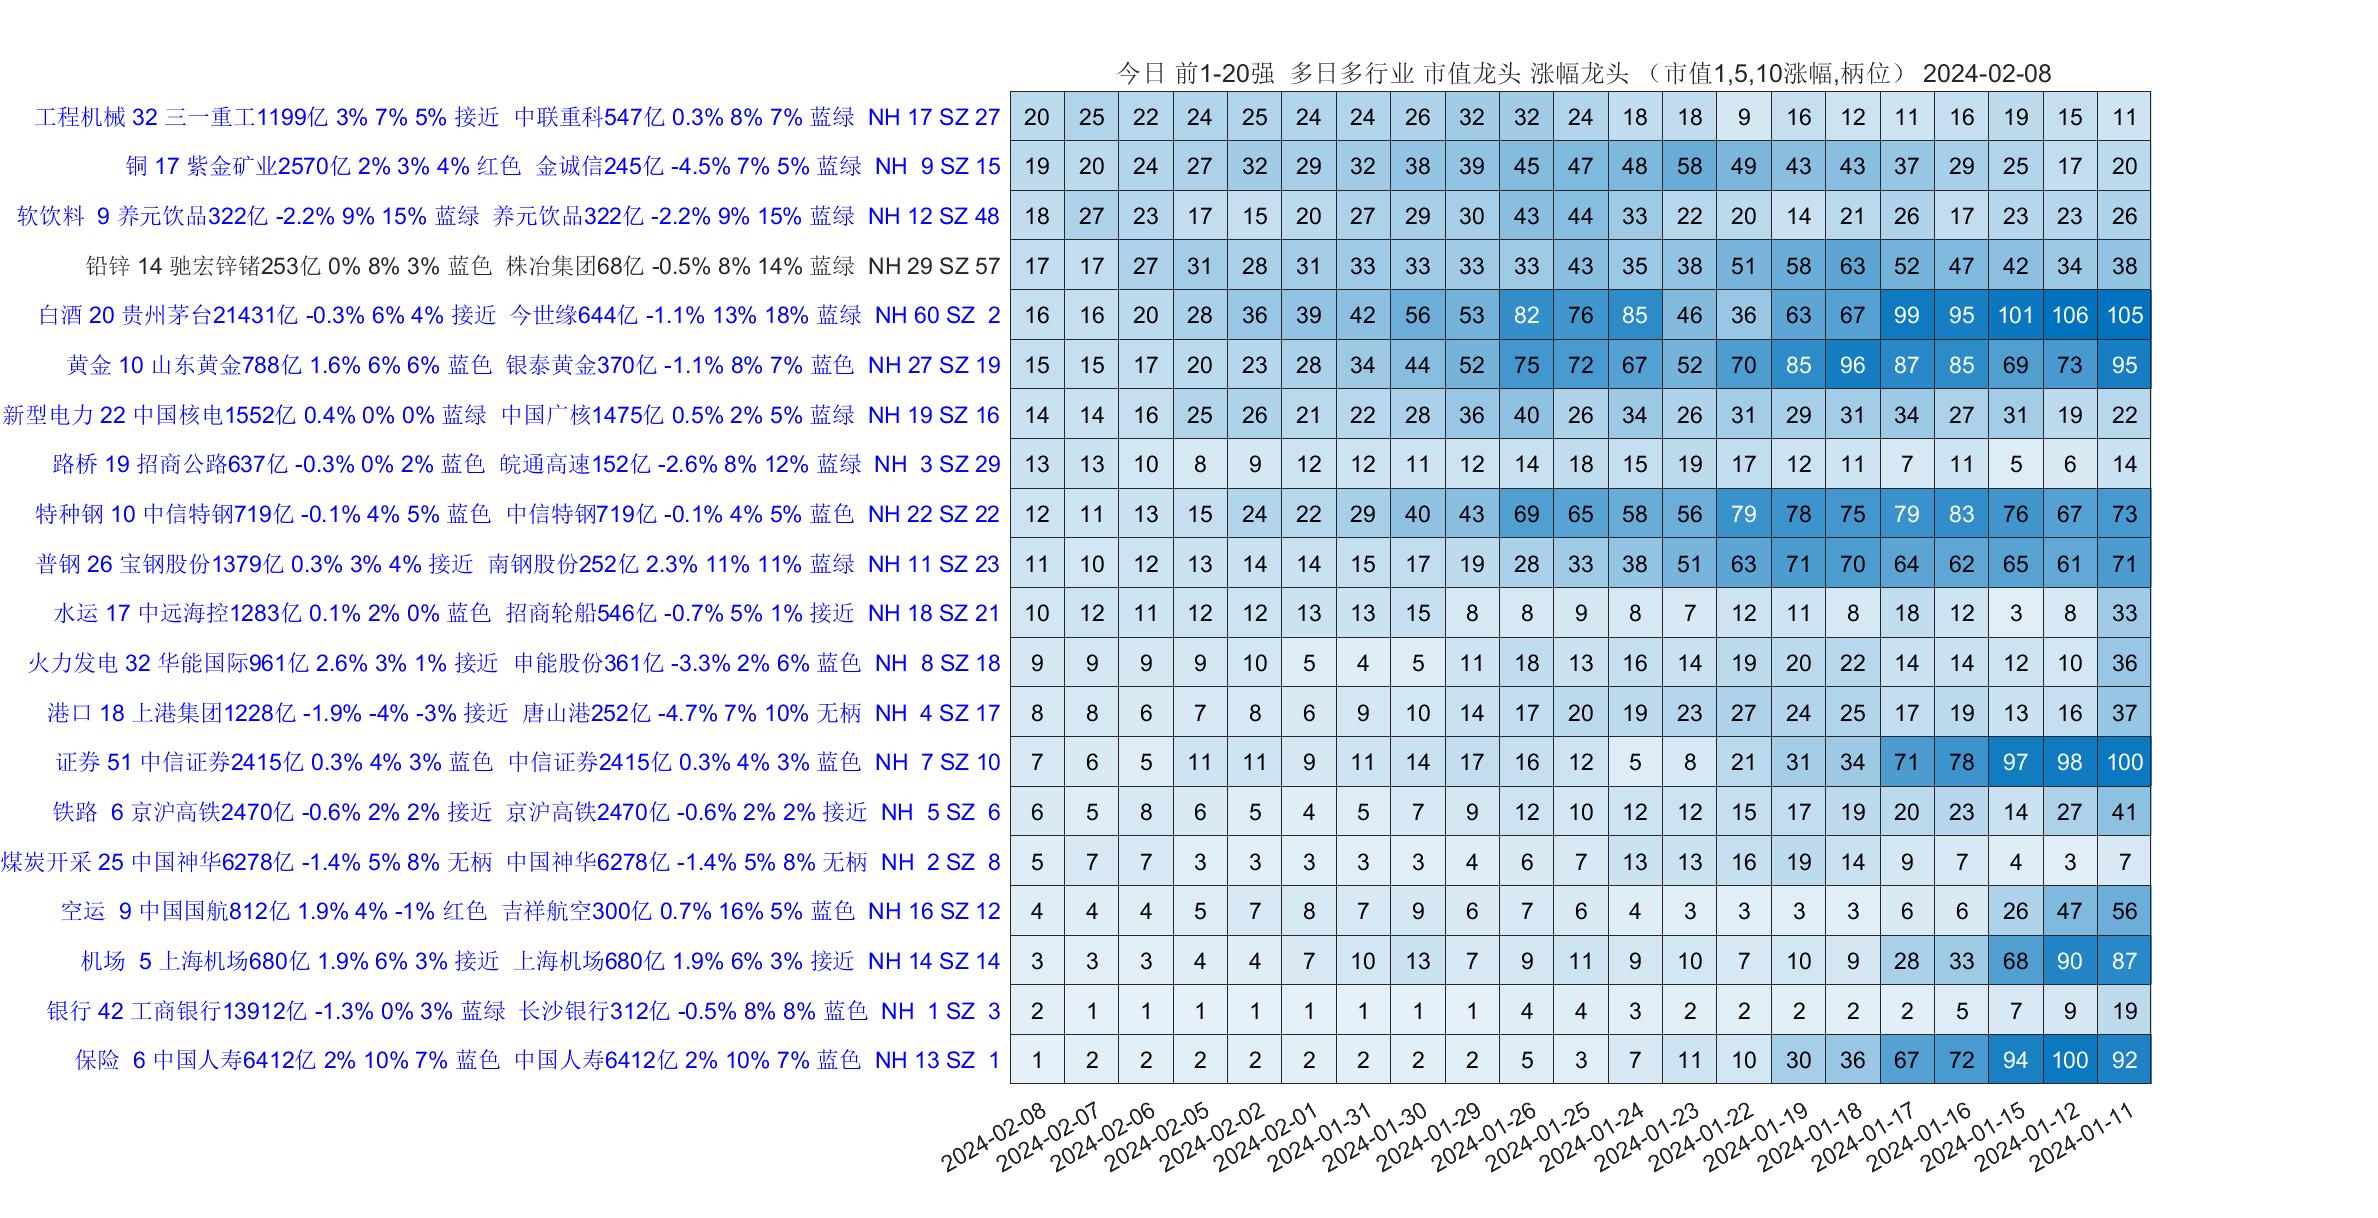 今日 前1-20强 多日多行业 市值龙头 涨幅龙头 （市值1,5,10涨幅,柄位） 2024-02-08
工程机械 32 三一重工1199亿 3% 7% 5% 接近 中联重科547亿 0.3% 8% 7% 蓝绿 NH 17 SZ 27 20 25 22 24 25 24 24 26 32 32 24 18 18 9 16 12 11 16 19 15 11
铜 17 紫金矿业2570亿 2% 3% 4% 红色 金诚信245亿 -4.5% 7% 5% 蓝绿 NH 9 SZ 15 19 20 24 27 32 29 32 38 39 45 47 48 58 49 43 43 37 29 25 17 20
软饮料 9 养元饮品322亿 -2.2% 9% 15% 蓝绿 养元饮品322亿 -2.2% 9% 15% 蓝绿 NH 12 SZ 48 18 27 23 17 15 20 27 29 30 43 44 33 22 20 14 21 26 17 23 23 26
铅锌 14 驰宏锌锗253亿 0% 8% 3% 蓝色 株冶集团68亿 -0.5% 8% 14% 蓝绿 NH 29 SZ 57 17 17 27 31 28 31 33 33 33 33 43 35 38 51 58 63 52 47 42 34 38
白酒 20 贵州茅台21431亿 -0.3% 6% 4% 接近 今世缘644亿 -1.1% 13% 18% 蓝绿 NH 60 SZ 2 16 16 20 28 36 39 42 56 53 82 76 85 46 36 63 67 99 95 101 106 105
黄金 10 山东黄金788亿 1.6% 6% 6% 蓝色 银泰黄金370亿 -1.1% 8% 7% 蓝色 NH 27 SZ 19 15 15 17 20 23 28 34 44 52 75 72 67 52 70 85 96 87 85 69 73 95
新型电力 22 中国核电1552亿 0.4% 0% 0% 蓝绿 中国广核1475亿 0.5% 2% 5% 蓝绿 NH 19 SZ 16 14 14 16 25 26 21 22 28 36 40 26 34 26 31 29 31 34 27 31 19 22
路桥 19 招商公路637亿 -0.3% 0% 2% 蓝色 皖通高速152亿 -2.6% 8% 12% 蓝绿 NH 3 SZ 29 13 13 10 8 9 12 12 11 12 14 18 15 19 17 12 11 7 11 5 6 14
特种钢 10 中信特钢719亿 -0.1% 4% 5% 蓝色 中信特钢719亿 -0.1% 4% 5% 蓝色 NH 22 SZ 22 12 11 13 15 24 22 29 40 43 69 65 58 56 79 78 75 79 83 76 67 73
普钢 26 宝钢股份1379亿 0.3% 3% 4% 接近 南钢股份252亿 2.3% 11% 11% 蓝绿 NH 11 SZ 23 11 10 12 13 14 14 15 17 19 28 33 38 51 63 71 70 64 62 65 61 71
水运 17 中远海控1283亿 0.1% 2% 0% 蓝色 招商轮船546亿 -0.7% 5% 1% 接近 NH 18 SZ 21 10 12 11 12 12 13 13 15 8 8 9 8 7 12 11 8 18 12 3 8 33
火力发电 32 华能国际961亿 2.6% 3% 1% 接近 申能股份361亿 -3.3% 2% 6% 蓝色 NH 8 SZ 18 9 9 9 9 10 5 4 5 11 18 13 16 14 19 20 22 14 14 12 10 36
港口 18 上港集团1228亿 -1.9% -4% -3% 接近 唐山港252亿 -4.7% 7% 10% 无柄 NH 4 SZ 17 8 8 6 7 8 6 9 10 14 17 20 19 23 27 24 25 17 19 13 16 37
证券 51 中信证券2415亿 0.3% 4% 3% 蓝色 中信证券2415亿 0.3% 4% 3% 蓝色 NH 7 SZ 10 7 6 5 11 11 9 11 14 17 16 12 5 8 21 31 34 71 78 97 98 100
铁路 6 京沪高铁2470亿 -0.6% 2% 2% 接近 京沪高铁2470亿 -0.6% 2% 2% 接近 NH 5 SZ 6 6 5 8 6 5 4 5 7 9 12 10 12 12 15 17 19 20 23 14 27 41
煤炭开采 25 中国神华6278亿 -1.4% 5% 8% 无柄 中国神华6278亿 -1.4% 5% 8% 无柄 NH 2 SZ 8 5 7 7 3 3 3 3 3 4 6 7 13 13 16 19 14 9 7 4 3 7
空运 9 中国国航812亿 1.9% 4% -1% 红色 吉祥航空300亿 0.7% 16% 5% 蓝色 NH 16 SZ 12 4 4 4 5 7 8 7 9 6 7 6 4 3 3 3 3 6 6 26 47 56
机场 5 上海机场680亿 1.9% 6% 3% 接近 上海机场680亿 1.9% 6% 3% 接近 NH 14 SZ 14 3 3 3 4 4 7 10 13 7 9 11 9 10 7 10 9 28 33 68 90 87
银行 42 工商银行13912亿 -1.3% 0% 3% 蓝绿 长沙银行312亿 -0.5% 8% 8% 蓝色 NH 1 SZ 3 2 1 1 1 1 1 1 1 1 4 4 3 2 2 2 2 2 5 7 9 19
保险 6 中国人寿6412亿 2% 10% 7% 蓝色 中国人寿6412亿 2% 10% 7% 蓝色 NH 13 SZ 1 1 2 2 2 2 2 2 2 2 5 3 7 11 10 30 36 67 72 94 100 92
2024-02-08 2024-02-07 2024-02-06 2024-02-05 2024-02-02 2024-02-01 2024-01-31 2024-01-30 2024-01-29 2024-01-26 2024-01-25 2024-01-24 2024-01-23 2024-01-22 2024-01-19 2024-01-18 2024-01-17 2024-01-16 2024-01-15 2024-01-12 2024-01-11